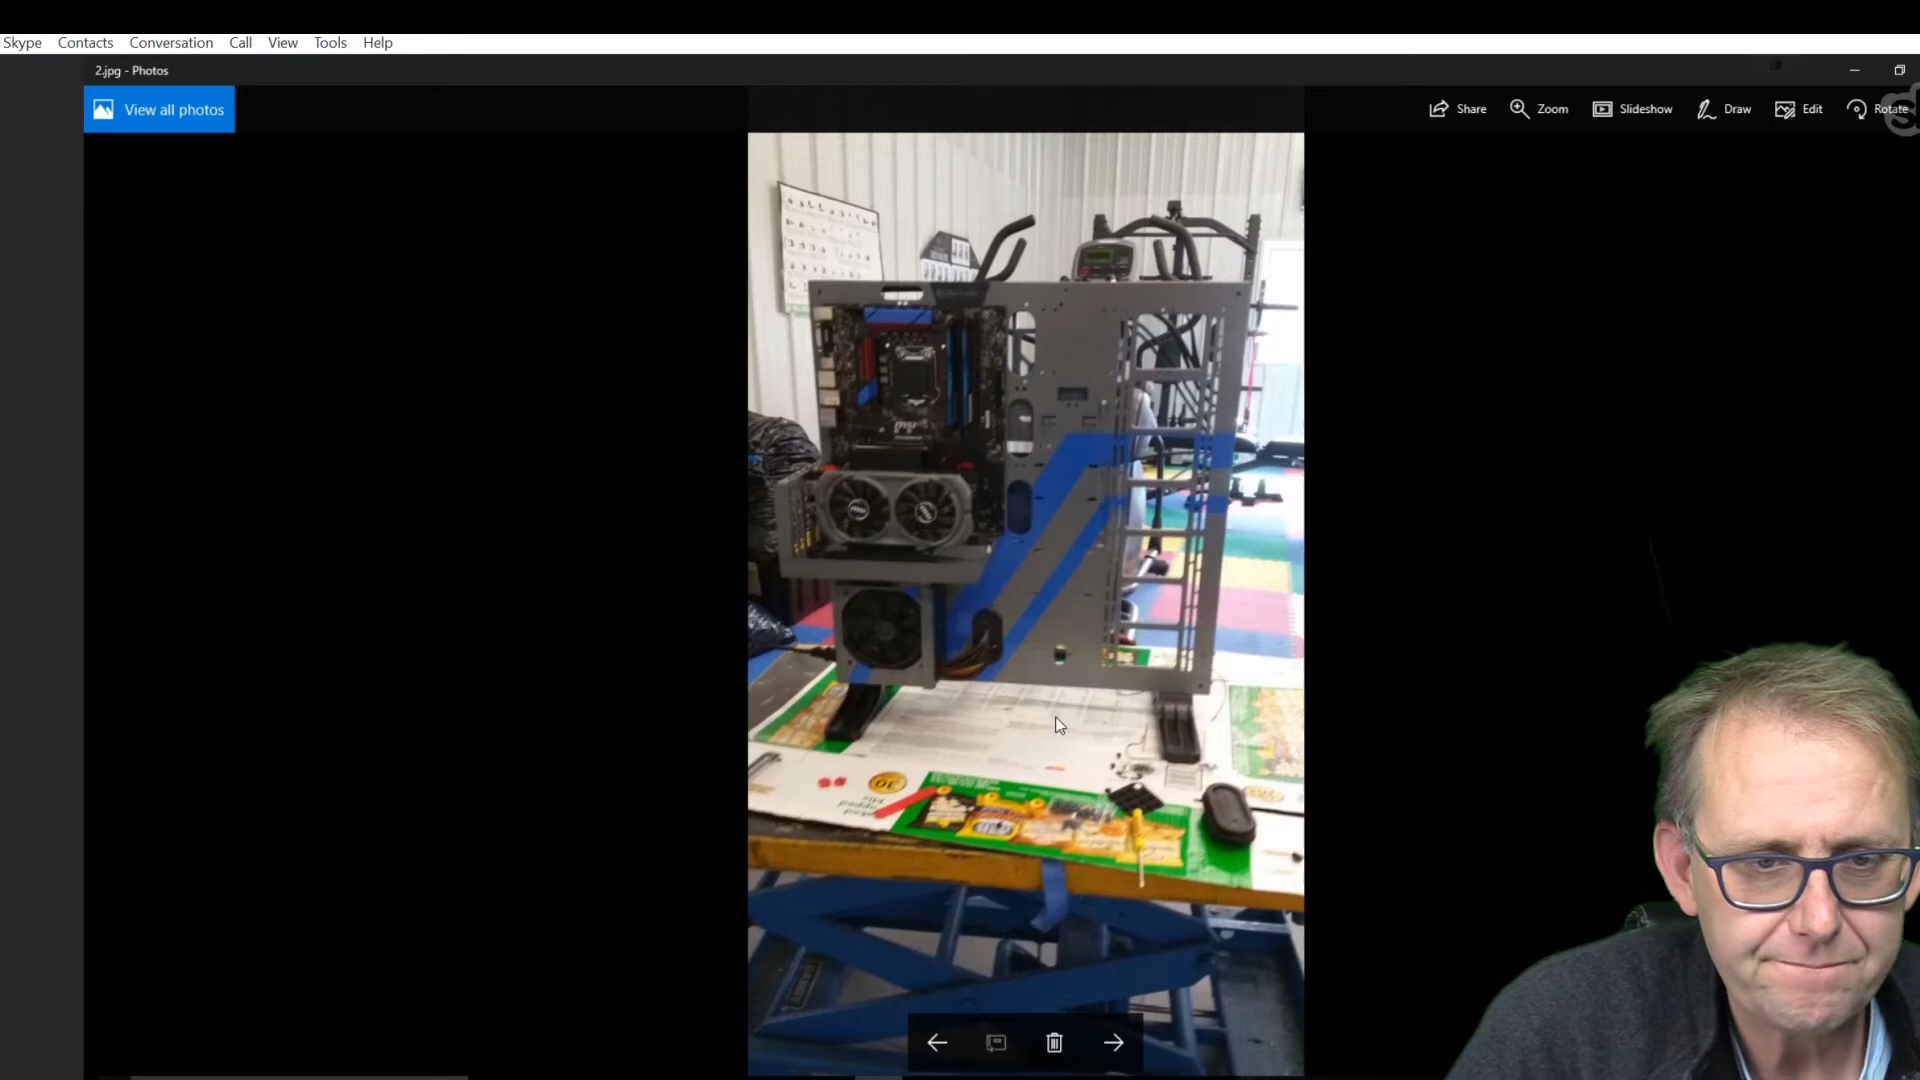 Skype Contacts Conversation Call View Tools Help
2.jpg - Photos
View all photos
Share Zoom Slideshow Draw Edit Rotate
30